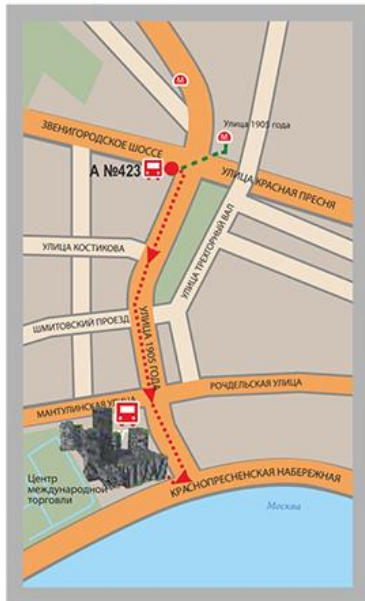 М
Улица 1905 года
М
ЗВЕНИГОРОДСКОЕ ШОССЕ
А №423
УЛИЦА КРАСНАЯ ПРЕСНЯ
УЛИЦА КОСТИКОВА
УЛИЦА ТРЕХГОРНЫЙ ВАЛ
ШМИТОВСКИЙ ПРОЕЗД
УЛИЦА 1905 ГОДА
РОЧДЕЛЬСКАЯ УЛИЦА
МАНТУЛИНСКАЯ УЛИЦА
Центр
международной
торговли
КРАСНОПРЕСНЕНСКАЯ НАБЕРЕЖНАЯ
Москва